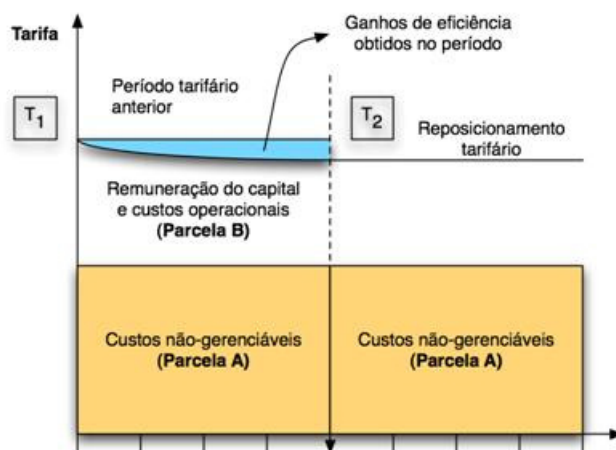 Tarifa
Ganhos de eficiência
obtidos no período
Período tarifário
anterior
T1
T2
Reposicionamento
tarifário
Remuneração do capital
e custos operacionais
(Parcela B)
Custos não-gerenciáveis
(Parcela A)
Custos não-gerenciáveis
(Parcela A)